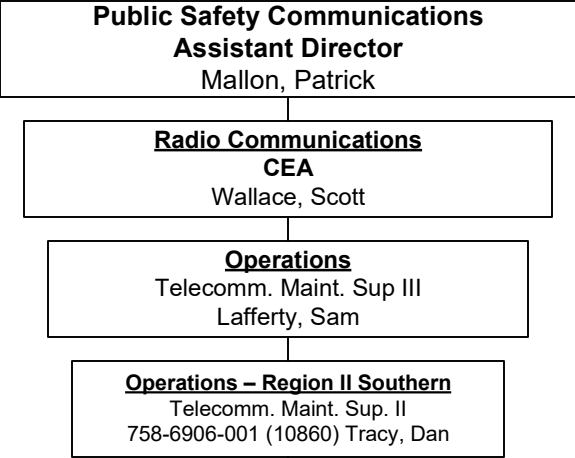 Public Safety Communications
Assistant Director
Mallon, Patrick
Radio Communications
CEA
Wallace, Scott
Operations
Telecomm. Maint. Sup III
Lafferty, Sam
Operations – Region II Southern
Telecomm. Maint. Sup. II
758-6906-001 (10860) Tracy, Dan